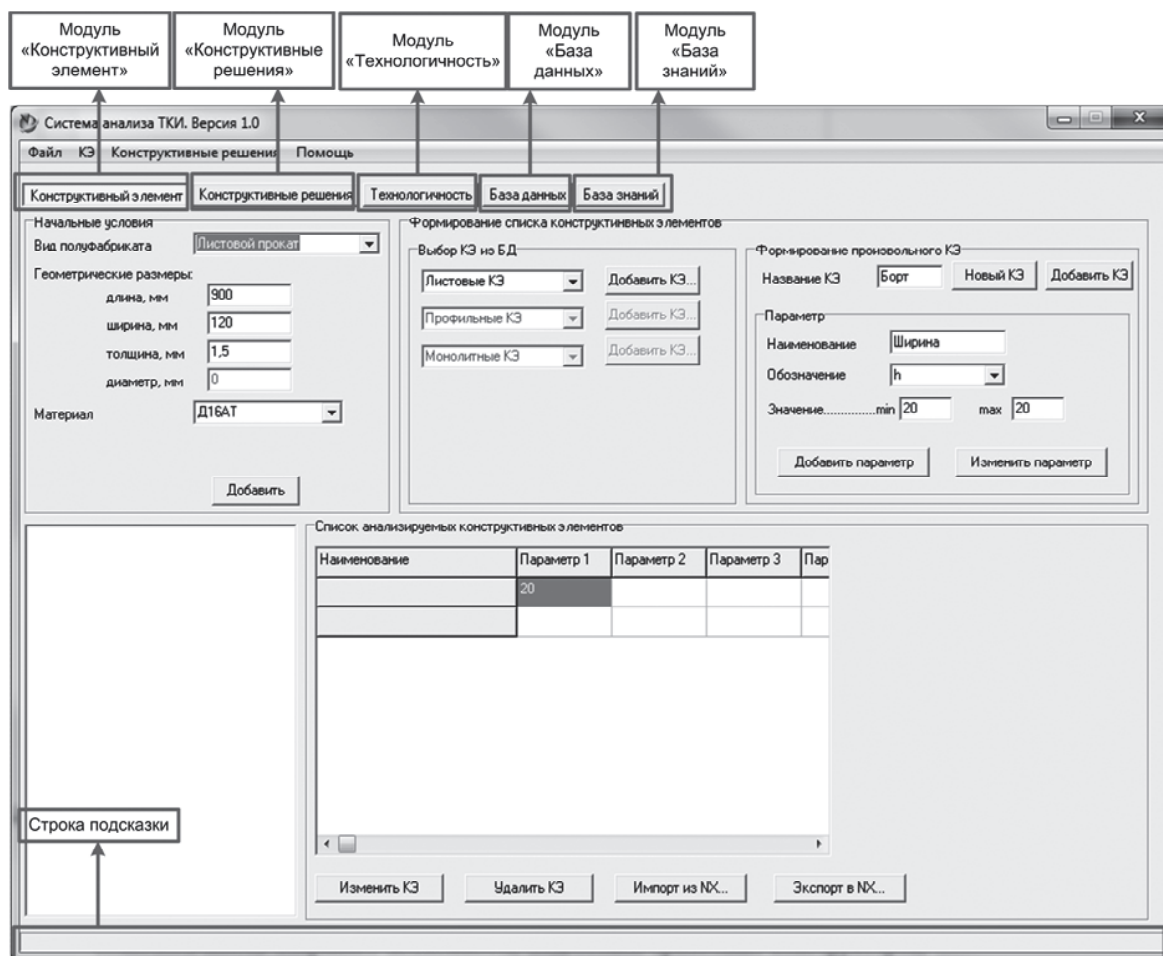 Модуль
«Конструктивный
элемент»
Модуль
«Конструктивные
решения»
Модуль
«Технологичность»
Модуль
«База
данных»
Модуль
«База
знаний»
Система анализа ТКИ. Версия 1.0
Файл КЭ Конструктивные решения Помощь
Конструктивный элемент Конструктивные решения Технологичность База данных База знаний
Начальные условия
Вид полуфабриката Листовой прокат
Геометрические размеры:
длина, мм 900
ширина, мм 120
толщина, мм 1,5
диаметр, мм 0
Материал Д16АТ
Добавить
Формирование списка конструктинвных элементов
Выбор КЭ из БД
Листовые КЭ Добавить КЭ...
Профильные КЭ Добавить КЭ...
Монолитные КЭ Добавить КЭ...
Формирование произвольного КЭ
Название КЭ Борт Новый КЭ Добавить КЭ
Параметр
Наименование Ширина
Обозначение h
Значение...............min 20 max 20
Добавить параметр Изменить параметр
Список анализируемых конструктивных элементов
Наименование Параметр 1 Параметр 2 Параметр 3 Пар
20
Строка подсказки
Изменить КЭ Удалить КЭ Импорт из NX... Экспорт в NX...